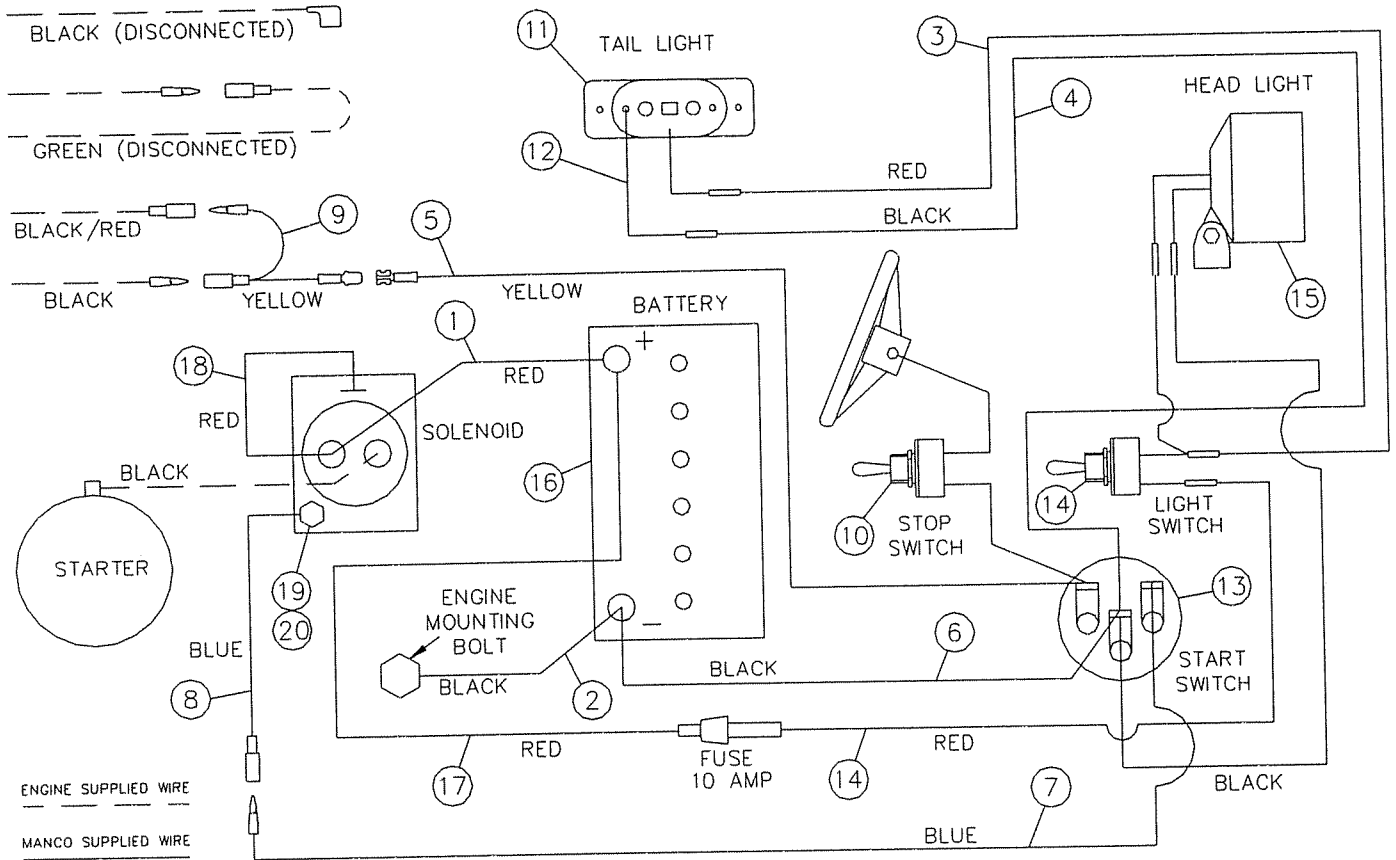 BLACK (DISCONNECTED)
11
TAIL LIGHT
3
HEAD LIGHT
4
GREEN (DISCONNECTED)
12
RED
BLACK/RED
9
5
BLACK
15
BLACK
YELLOW
YELLOW
1
BATTERY
18
RED
+
RED
SOLENOID
BLACK
16
10
STOP
SWITCH
14
LIGHT
SWITCH
STARTER
19
20
ENGINE
MOUNTING
BOLT
13
BLUE
BLACK
2
−
BLACK
6
START
SWITCH
8
17
RED
FUSE
10 AMP
14
RED
BLACK
ENGINE SUPPLIED WIRE
7
MANCO SUPPLIED WIRE
BLUE